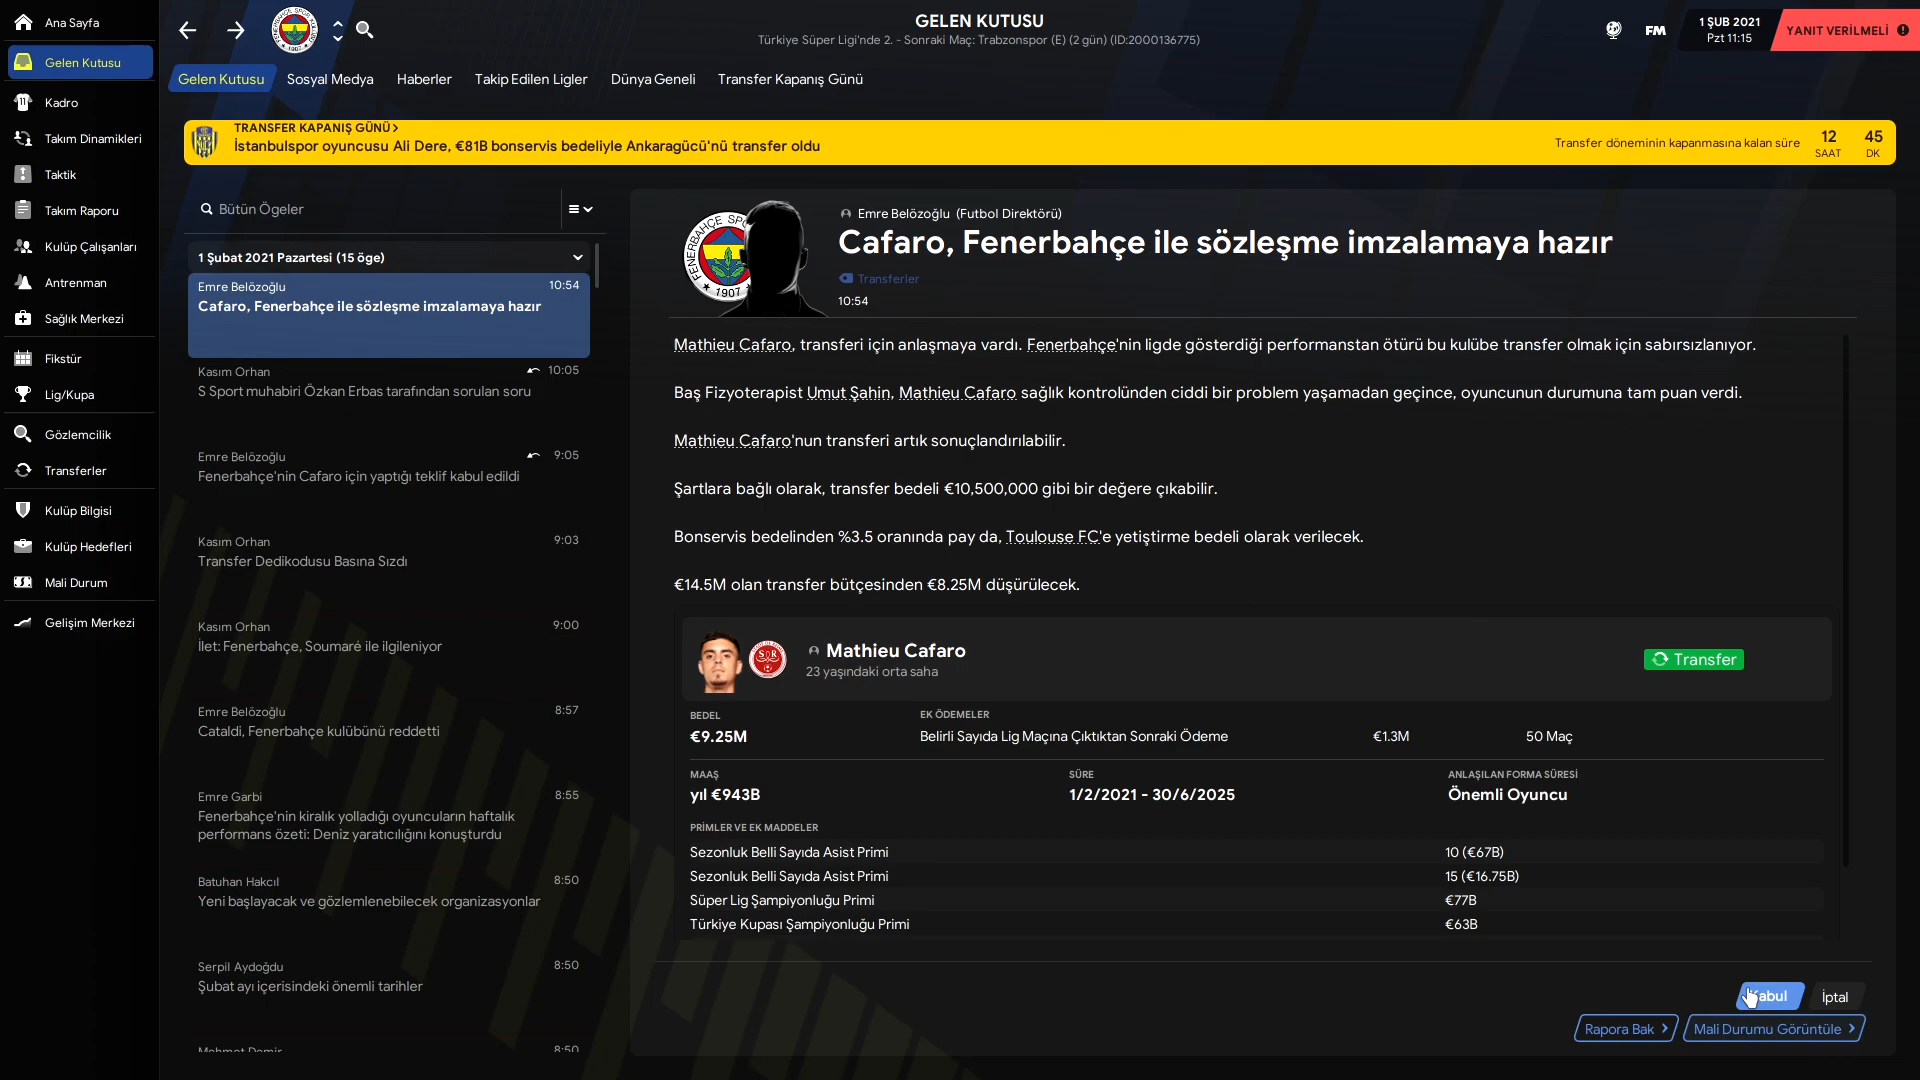 Ana Sayfa
Gelen Kutusu
Kadro
Takım Dinamikleri
Taktik
Takım Raporu
Kulüp Çalışanları
Antrenman
Sağlık Merkezi
Fikstür
Lig/Kupa
Gözlemcilik
Transferler
Kulüp Bilgisi
Kulüp Hedefleri
Mali Durum
Gelişim Merkezi
GELEN KUTUSU
Türkiye Süper Ligi'nde 2. - Sonraki Maç: Trabzonspor (E) (2 gün) (ID:2000136775)
FM
1 ŞUB 2021
Pzt 11:15
YANIT VERİLMELİ
Gelen Kutusu Sosyal Medya Haberler Takip Edilen Ligler Dünya Geneli Transfer Kapanış Günü
TRANSFER KAPANIŞ GÜNÜ >
İstanbulspor oyuncusu Ali Dere, €81B bonservis bedeliyle Ankaragücü'nü transfer oldu
Transfer döneminin kapanmasına kalan süre
12 45
SAAT DK
Bütün Ögeler
1 Şubat 2021 Pazartesi (15 öge)
Emre Belözoğlu 10:54
Cafaro, Fenerbahçe ile sözleşme imzalamaya hazır
Kasım Orhan 10:05
S Sport muhabiri Özkan Erbas tarafından sorulan soru
Emre Belözoğlu 9:05
Fenerbahçe'nin Cafaro için yaptığı teklif kabul edildi
Kasım Orhan 9:03
Transfer Dedikodusu Basına Sızdı
Kasım Orhan 9:00
İlet: Fenerbahçe, Soumaré ile ilgileniyor
Emre Belözoğlu 8:57
Cataldi, Fenerbahçe kulübünü reddetti
Emre Garbi 8:55
Fenerbahçe'nin kiralık yolladığı oyuncuların haftalık
performans özeti: Deniz yaratıcılığını konuşturdu
Batuhan Hakcıl 8:50
Yeni başlayacak ve gözlemlenebilecek organizasyonlar
Serpil Aydoğdu 8:50
Şubat ayı içerisindeki önemli tarihler
Mehmet Demir 8:50
FENERBAHÇE SPOR
1907
Emre Belözoğlu (Futbol Direktörü)
Cafaro, Fenerbahçe ile sözleşme imzalamaya hazır
Transferler
10:54
Mathieu Cafaro, transferi için anlaşmaya vardı. Fenerbahçe'nin ligde gösterdiği performanstan ötürü bu kulübe transfer olmak için sabırsızlanıyor.
Baş Fizyoterapist Umut Şahin, Mathieu Cafaro sağlık kontrolünden ciddi bir problem yaşamadan geçince, oyuncunun durumuna tam puan verdi.
Mathieu Cafaro'nun transferi artık sonuçlandırılabilir.
Şartlara bağlı olarak, transfer bedeli €10,500,000 gibi bir değere çıkabilir.
Bonservis bedelinden %3.5 oranında pay da, Toulouse FC'e yetiştirme bedeli olarak verilecek.
€14.5M olan transfer bütçesinden €8.25M düşürülecek.
Mathieu Cafaro
23 yaşındaki orta saha
Transfer
BEDEL EK ÖDEMELER
€9.25M Belirli Sayıda Lig Maçına Çıktıktan Sonraki Ödeme €1.3M 50 Maç
MAAŞ SÜRE ANLAŞILAN FORMA SÜRESİ
yıl €943B 1/2/2021 - 30/6/2025 Önemli Oyuncu
PRİMLER VE EK MADDELER
Sezonluk Belli Sayıda Asist Primi 10 (€67B)
Sezonluk Belli Sayıda Asist Primi 15 (€16.75B)
Süper Lig Şampiyonluğu Primi €77B
Türkiye Kupası Şampiyonluğu Primi €63B
Kabul İptal
Rapora Bak > Mali Durumu Görüntüle >